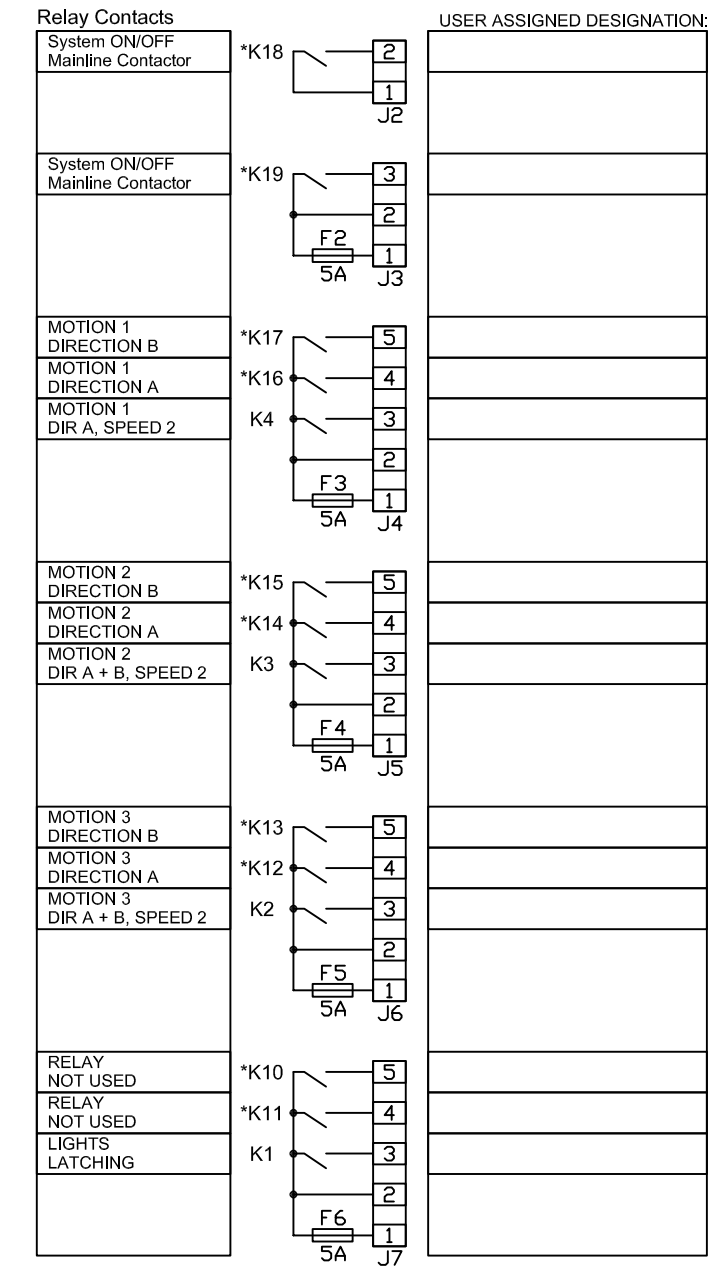 Relay Contacts
USER ASSIGNED DESIGNATION:
System ON/OFF
Mainline Contactor
*K18
2
1
J2
System ON/OFF
Mainline Contactor
*K19
3
2
F2
1
5A
J3
MOTION 1
DIRECTION B
*K17
5
MOTION 1
DIRECTION A
*K16
4
MOTION 1
DIR A, SPEED 2
K4
3
2
F3
1
5A
J4
MOTION 2
DIRECTION B
*K15
5
MOTION 2
DIRECTION A
*K14
4
MOTION 2
DIR A + B, SPEED 2
K3
3
2
F4
1
5A
J5
MOTION 3
DIRECTION B
*K13
5
MOTION 3
DIRECTION A
*K12
4
MOTION 3
DIR A + B, SPEED 2
K2
3
2
F5
1
5A
J6
RELAY
NOT USED
*K10
5
RELAY
NOT USED
*K11
4
LIGHTS
LATCHING
K1
3
2
F6
1
5A
J7